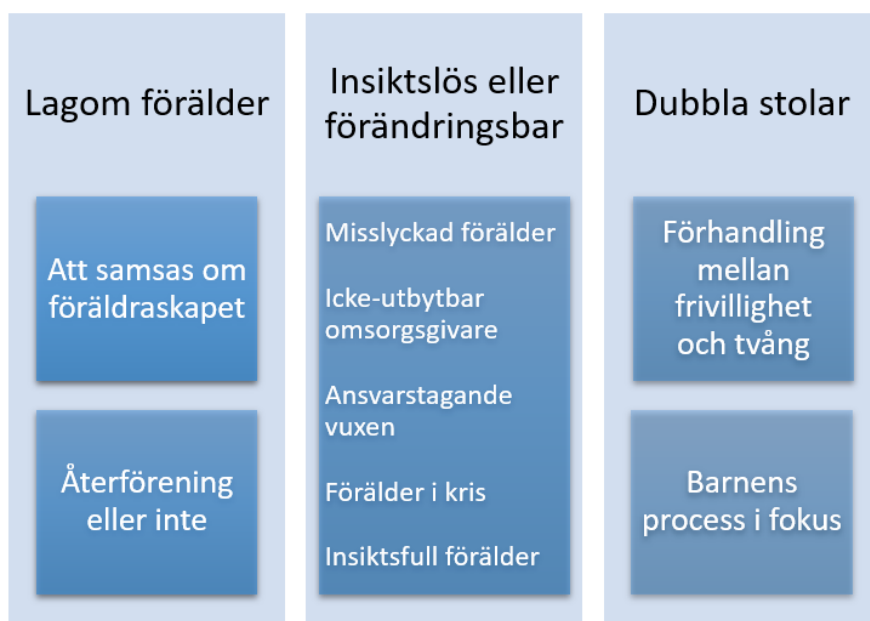 Lagom förälder
Att samsas om
föräldraskapet
Återförening
eller inte
Insiktslös eller
förändringsbar
Misslyckad förälder
Icke-utbytbar
omsorgsgivare
Ansvarstagande
vuxen
Förälder i kris
Insiktsfull förälder
Dubbla stolar
Förhandling
mellan
frivillighet
och tvång
Barnens
process i fokus